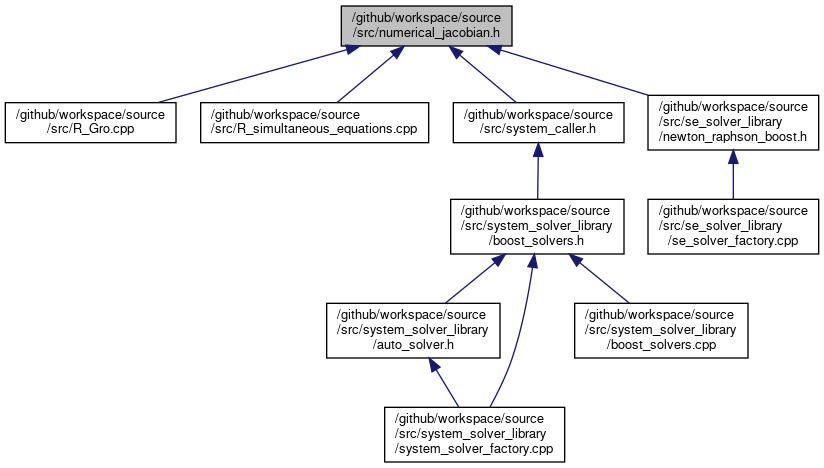 /github/workspace/source
/src/numerical_jacobian.h
/github/workspace/source
/src/R_Gro.cpp
/github/workspace/source
/src/R_simultaneous_equations.cpp
/github/workspace/source
/src/system_caller.h
/github/workspace/source
/src/se_solver_library
/newton_raphson_boost.h
/github/workspace/source
/src/system_solver_library
/boost_solvers.h
/github/workspace/source
/src/se_solver_library
/se_solver_factory.cpp
/github/workspace/source
/src/system_solver_library
/auto_solver.h
/github/workspace/source
/src/system_solver_library
/boost_solvers.cpp
/github/workspace/source
/src/system_solver_library
/system_solver_factory.cpp